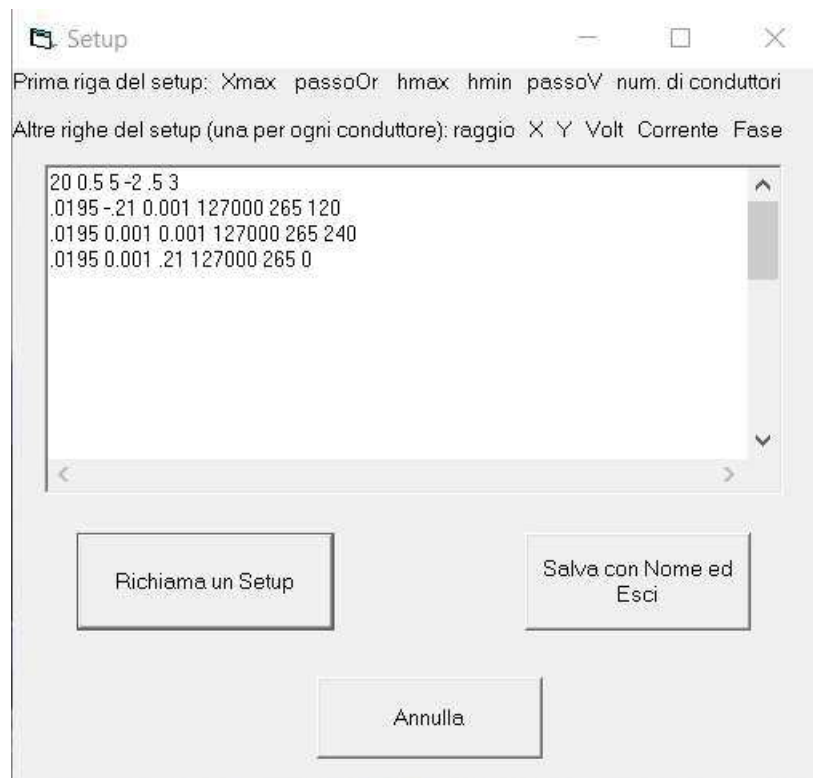 Setup
Prima riga del setup: Xmax passoOr hmax hmin passoV num. di conduttori
Altre righe del setup (una per ogni conduttore): raggio X Y Volt Corrente Fase
20 0.5 5 -2 .5 3
.0195 -.21 0.001 127000 265 120
.0195 0.001 0.001 127000 265 240
.0195 0.001 .21 127000 265 0
Richiama un Setup
Salva con Nome ed
Esci
Annulla